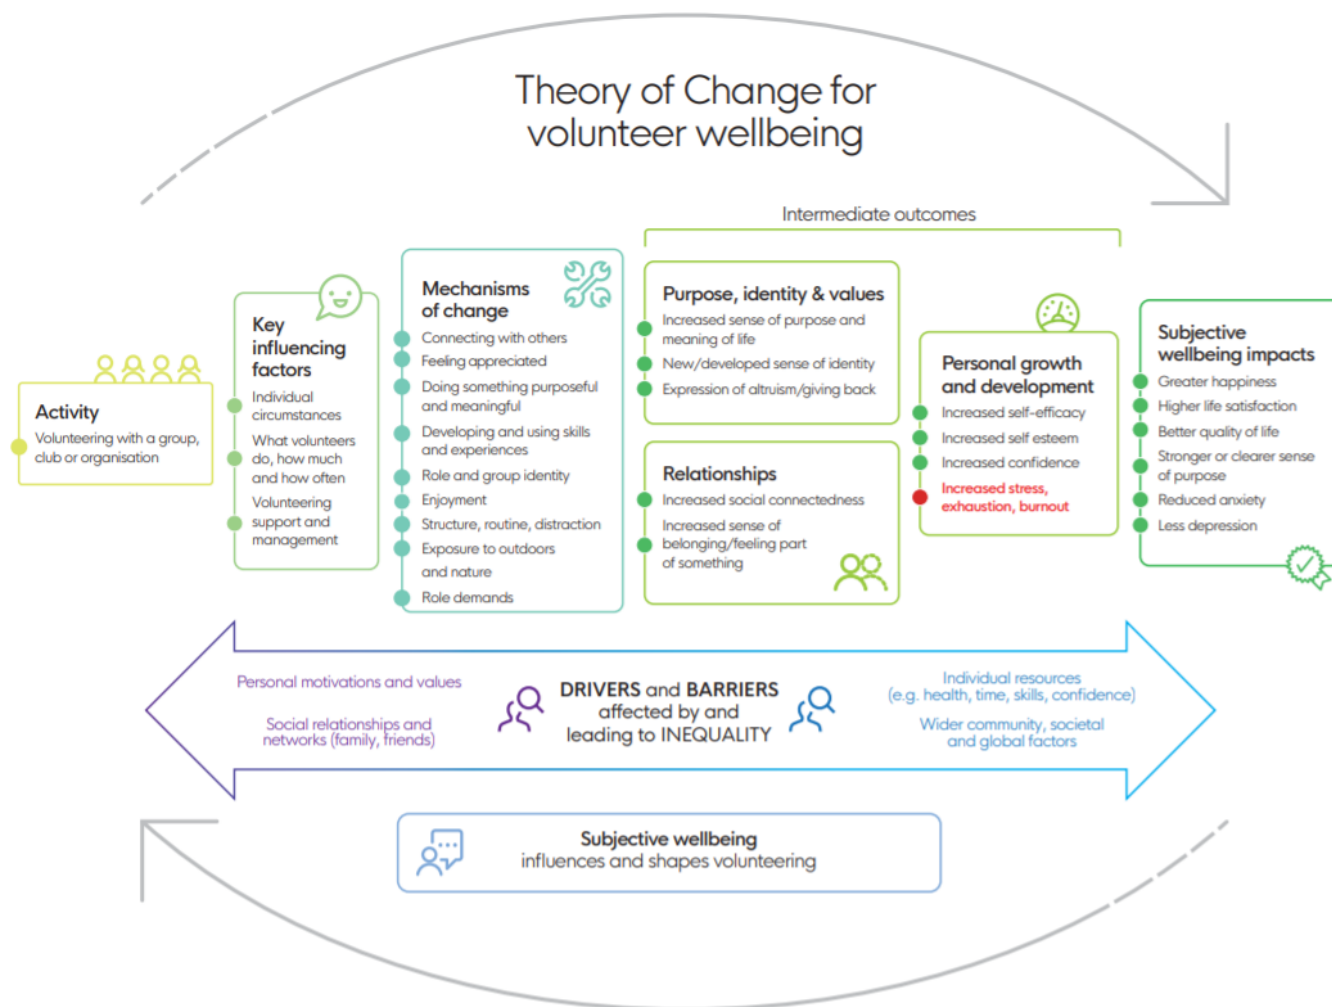 Theory of Change for
volunteer wellbeing
Intermediate outcomes
Activity
Volunteering with a group,
club or organisation
Key
influencing
factors
Individual
circumstances
What volunteers
do, how much
and how often
Volunteering
support and
management
Mechanisms
of change
Connecting with others
Feeling appreciated
Doing something purposeful
and meaningful
Developing and using skills
and experiences
Role and group identity
Enjoyment
Structure, routine, distraction
Exposure to outdoors
and nature
Role demands
Purpose, identity & values
Increased sense of purpose and
meaning of life
New/developed sense of identity
Expression of altruism/giving back
Relationships
Increased social connectedness
Increased sense of
belonging/feeling part
of something
Personal growth
and development
Increased self-efficacy
Increased self esteem
Increased confidence
Increased stress,
exhaustion, burnout
Subjective
wellbeing impacts
Greater happiness
Higher life satisfaction
Better quality of life
Stronger or clearer sense
of purpose
Reduced anxiety
Less depression
Personal motivations and values
Social relationships and
networks (family, friends)
DRIVERS and BARRIERS
affected by and
leading to INEQUALITY
Individual resources
(e.g. health, time, skills, confidence)
Wider community, societal
and global factors
Subjective wellbeing
influences and shapes volunteering